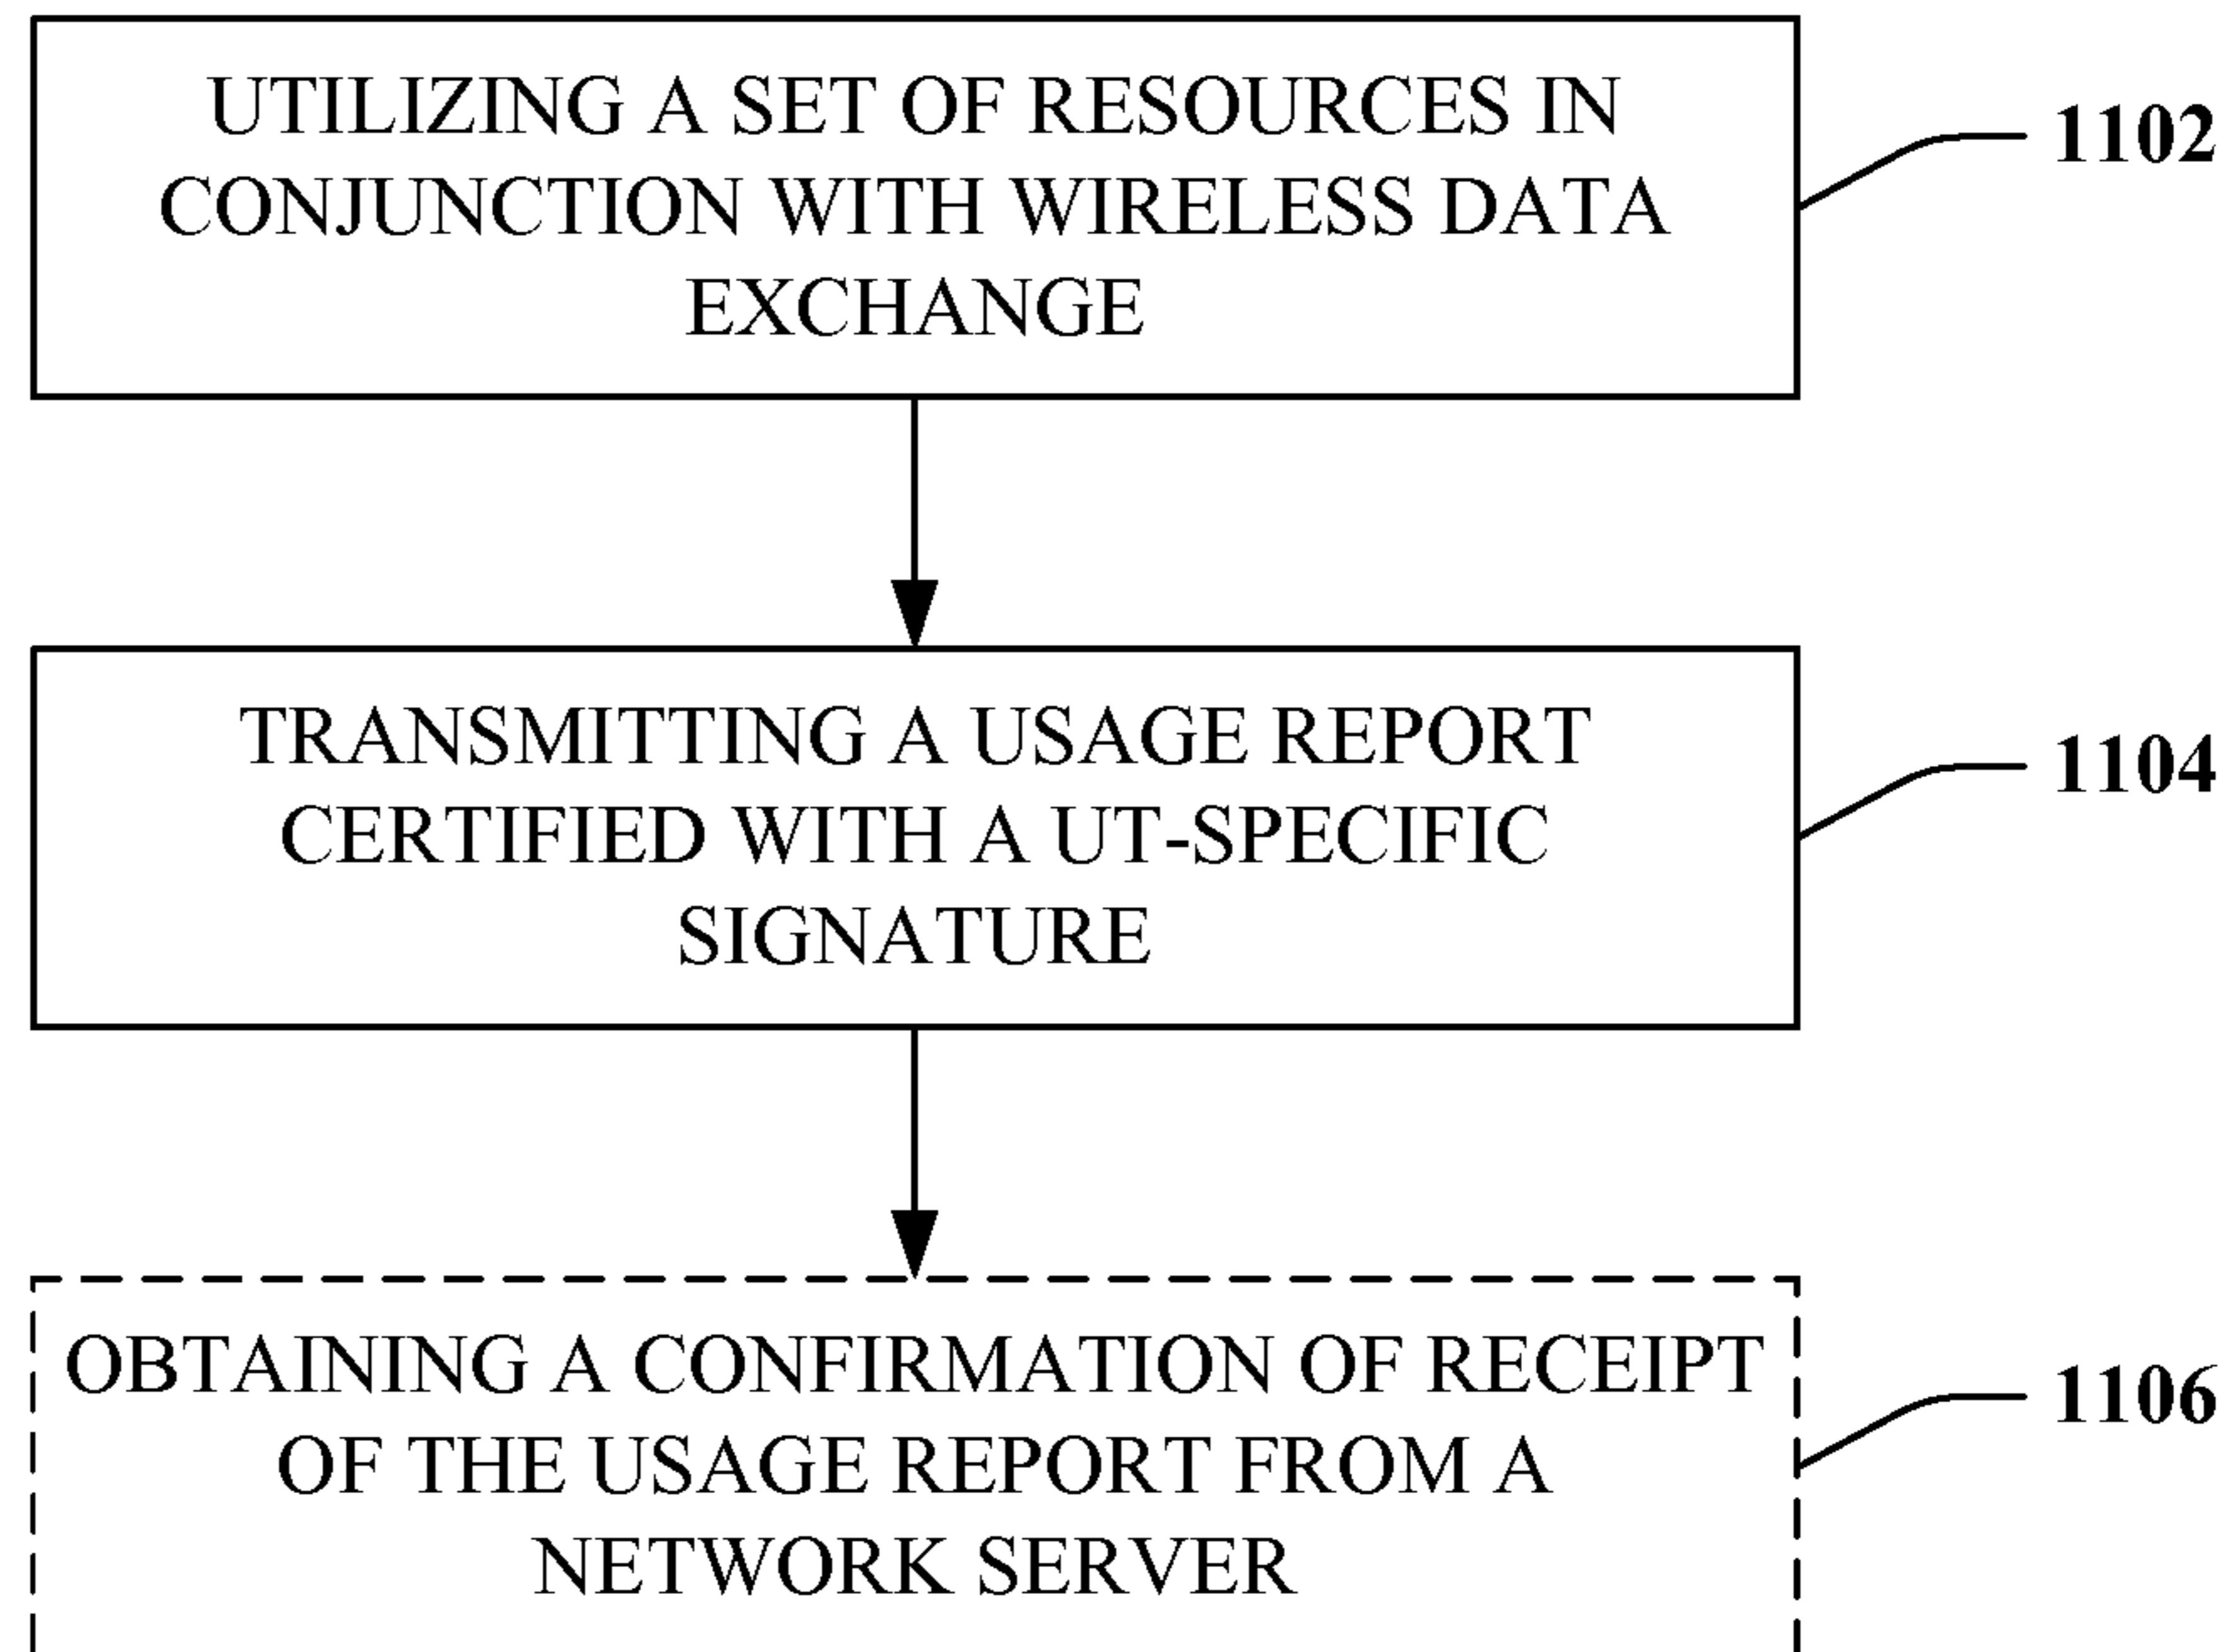 UTILIZING A SET OF RESOURCES IN
CONJUNCTION WITH WIRELESS DATA
EXCHANGE
1102
TRANSMITTING A USAGE REPORT
CERTIFIED WITH A UT-SPECIFIC
SIGNATURE
1104
OBTAINING A CONFIRMATION OF RECEIPT
OF THE USAGE REPORT FROM A
NETWORK SERVER
1106